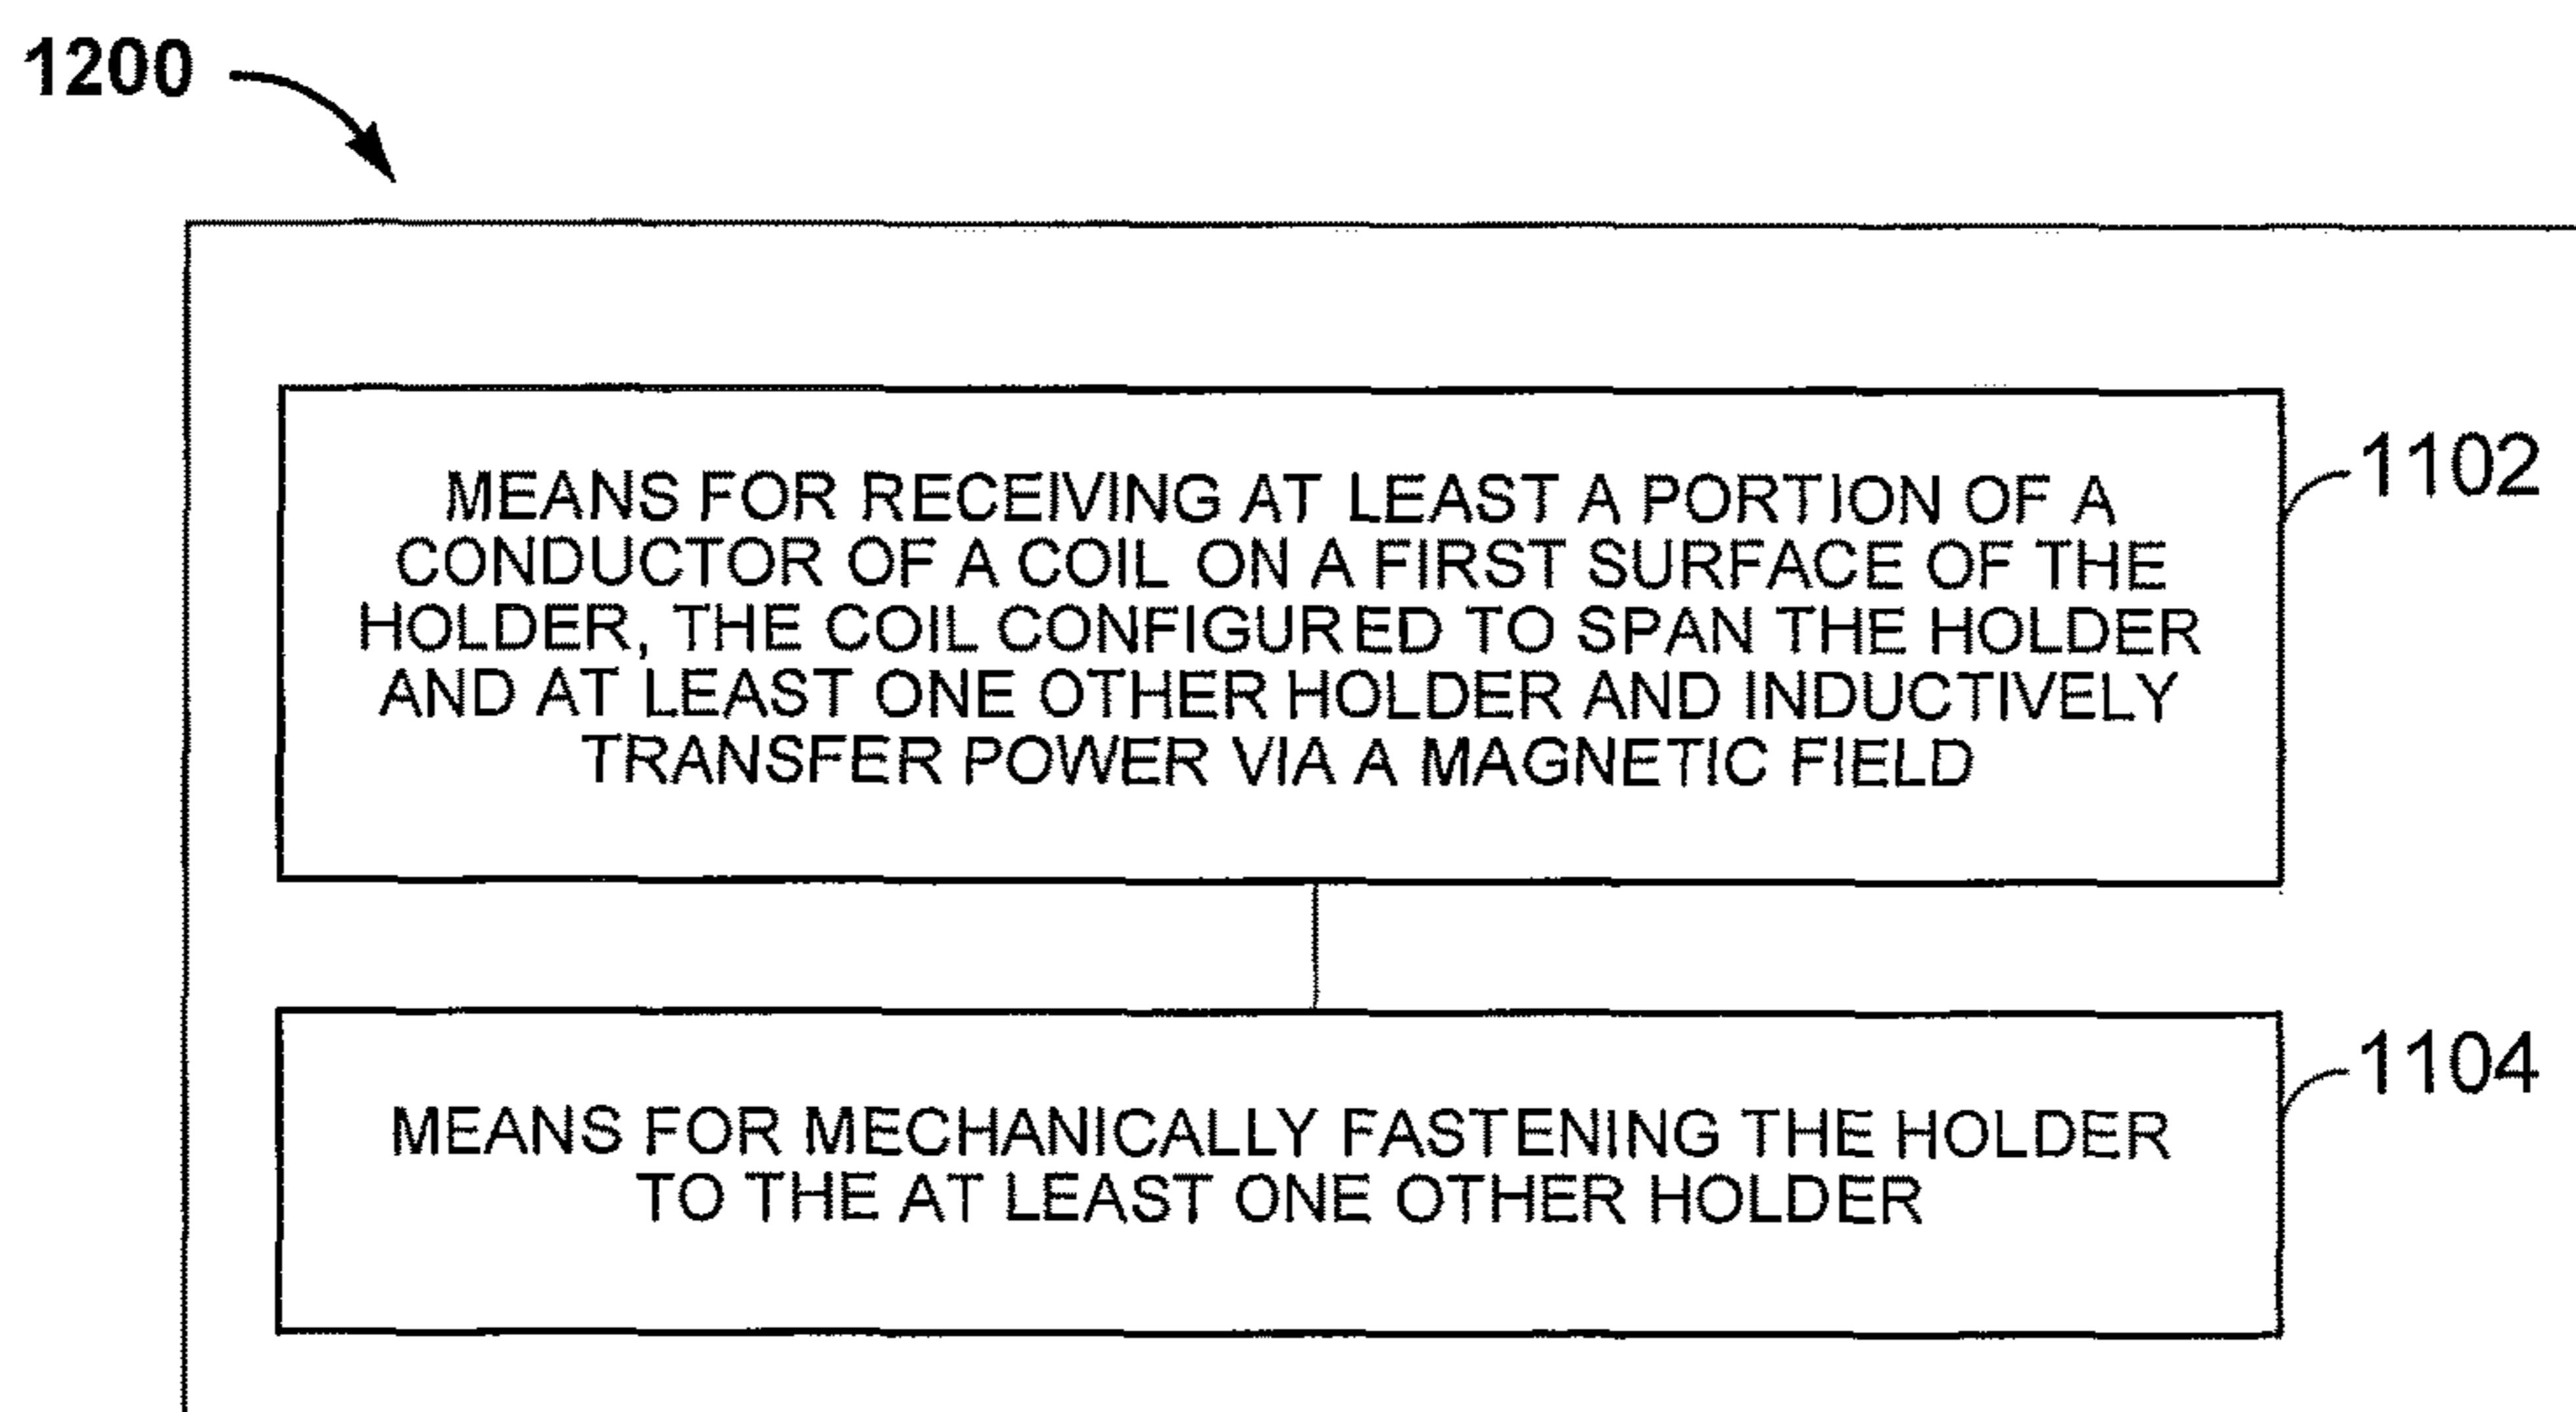 1200
MEANS FOR RECEIVING AT LEAST A PORTION OF A
CONDUCTOR OF A COIL ON A FIRST SURFACE OF THE
HOLDER, THE COIL CONFIGURED TO SPAN THE HOLDER
AND AT LEAST ONE OTHER HOLDER AND INDUCTIVELY
TRANSFER POWER VIA A MAGNETIC FIELD
1102
MEANS FOR MECHANICALLY FASTENING THE HOLDER
TO THE AT LEAST ONE OTHER HOLDER
1104